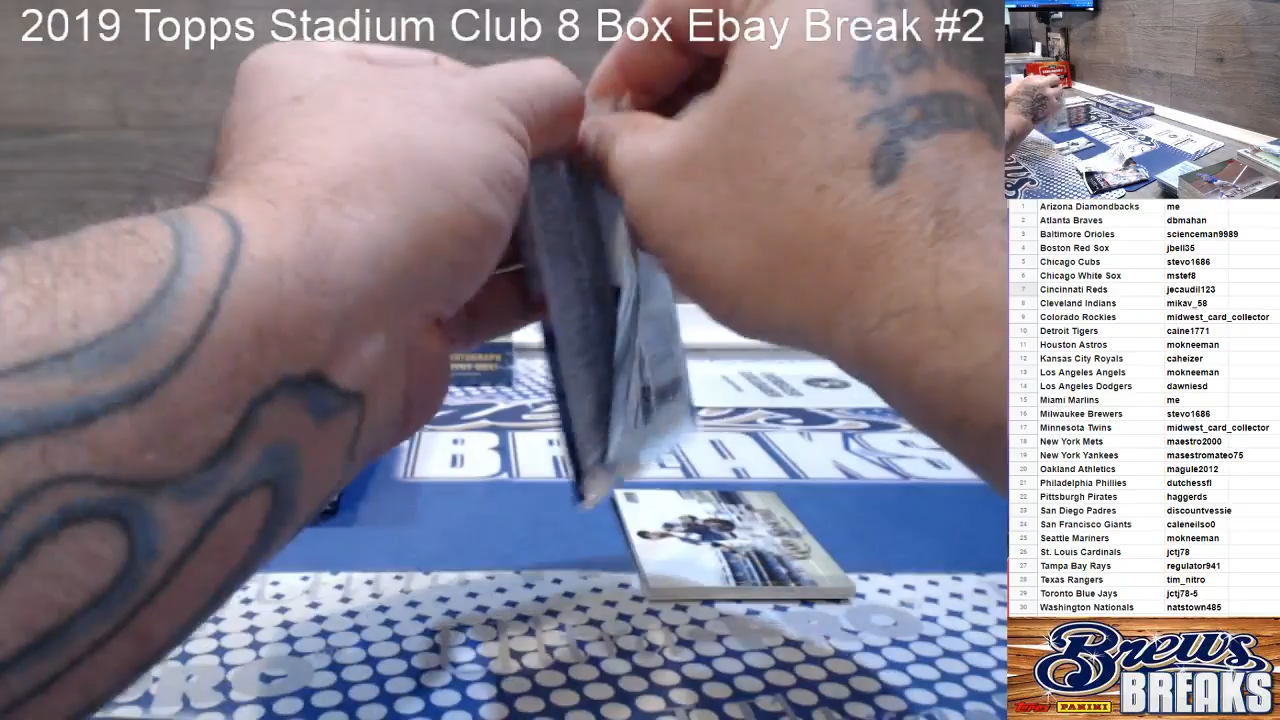 2019 Topps Stadium Club 8 Box Ebay Break #2
1 Arizona Diamondbacks me
2 Atlanta Braves dbmahan
3 Baltimore Orioles scienceman9989
4 Boston Red Sox jbell35
5 Chicago Cubs stevo1686
6 Chicago White Sox mstef8
7 Cincinnati Reds jecaudil123
8 Cleveland Indians mikav_58
9 Colorado Rockies midwest_card_collector
10 Detroit Tigers caine1771
11 Houston Astros mokneeman
12 Kansas City Royals caheizer
13 Los Angeles Angels mokneeman
14 Los Angeles Dodgers dawniesd
15 Miami Marlins me
16 Milwaukee Brewers stevo1686
17 Minnesota Twins midwest_card_collector
18 New York Mets maestro2000
19 New York Yankees masestromateo75
20 Oakland Athletics magule2012
21 Philadelphia Phillies dutchessfl
22 Pittsburgh Pirates haggerds
23 San Diego Padres discountvessie
24 San Francisco Giants caleneilso0
25 Seattle Mariners mokneeman
26 St. Louis Cardinals jctj78
27 Tampa Bay Rays regulator941
28 Texas Rangers tim_nitro
29 Toronto Blue Jays jctj78-5
30 Washington Nationals natstown485
BREAKS
Brews
BREAKS
Topps PANINI